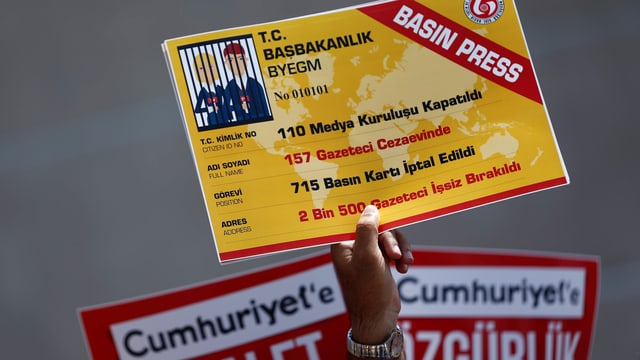 BASIN PRESS
T.C.
BAŞBAKANLIK
BYEGM
No 010101
T.C. KİMLİK NO
CITIZEN ID NO
110 Medya Kuruluşu Kapatıldı
ADI SOYADI
FULL NAME
157 Gazeteci Cezaevinde
GÖREVİ
POSITION
715 Basın Kartı İptal Edildi
ADRES
ADDRESS
2 Bin 500 Gazeteci İşsiz Bırakıldı
Cumhuriyet'e
Cumhuriyet'e
ÖZGÜRLÜK